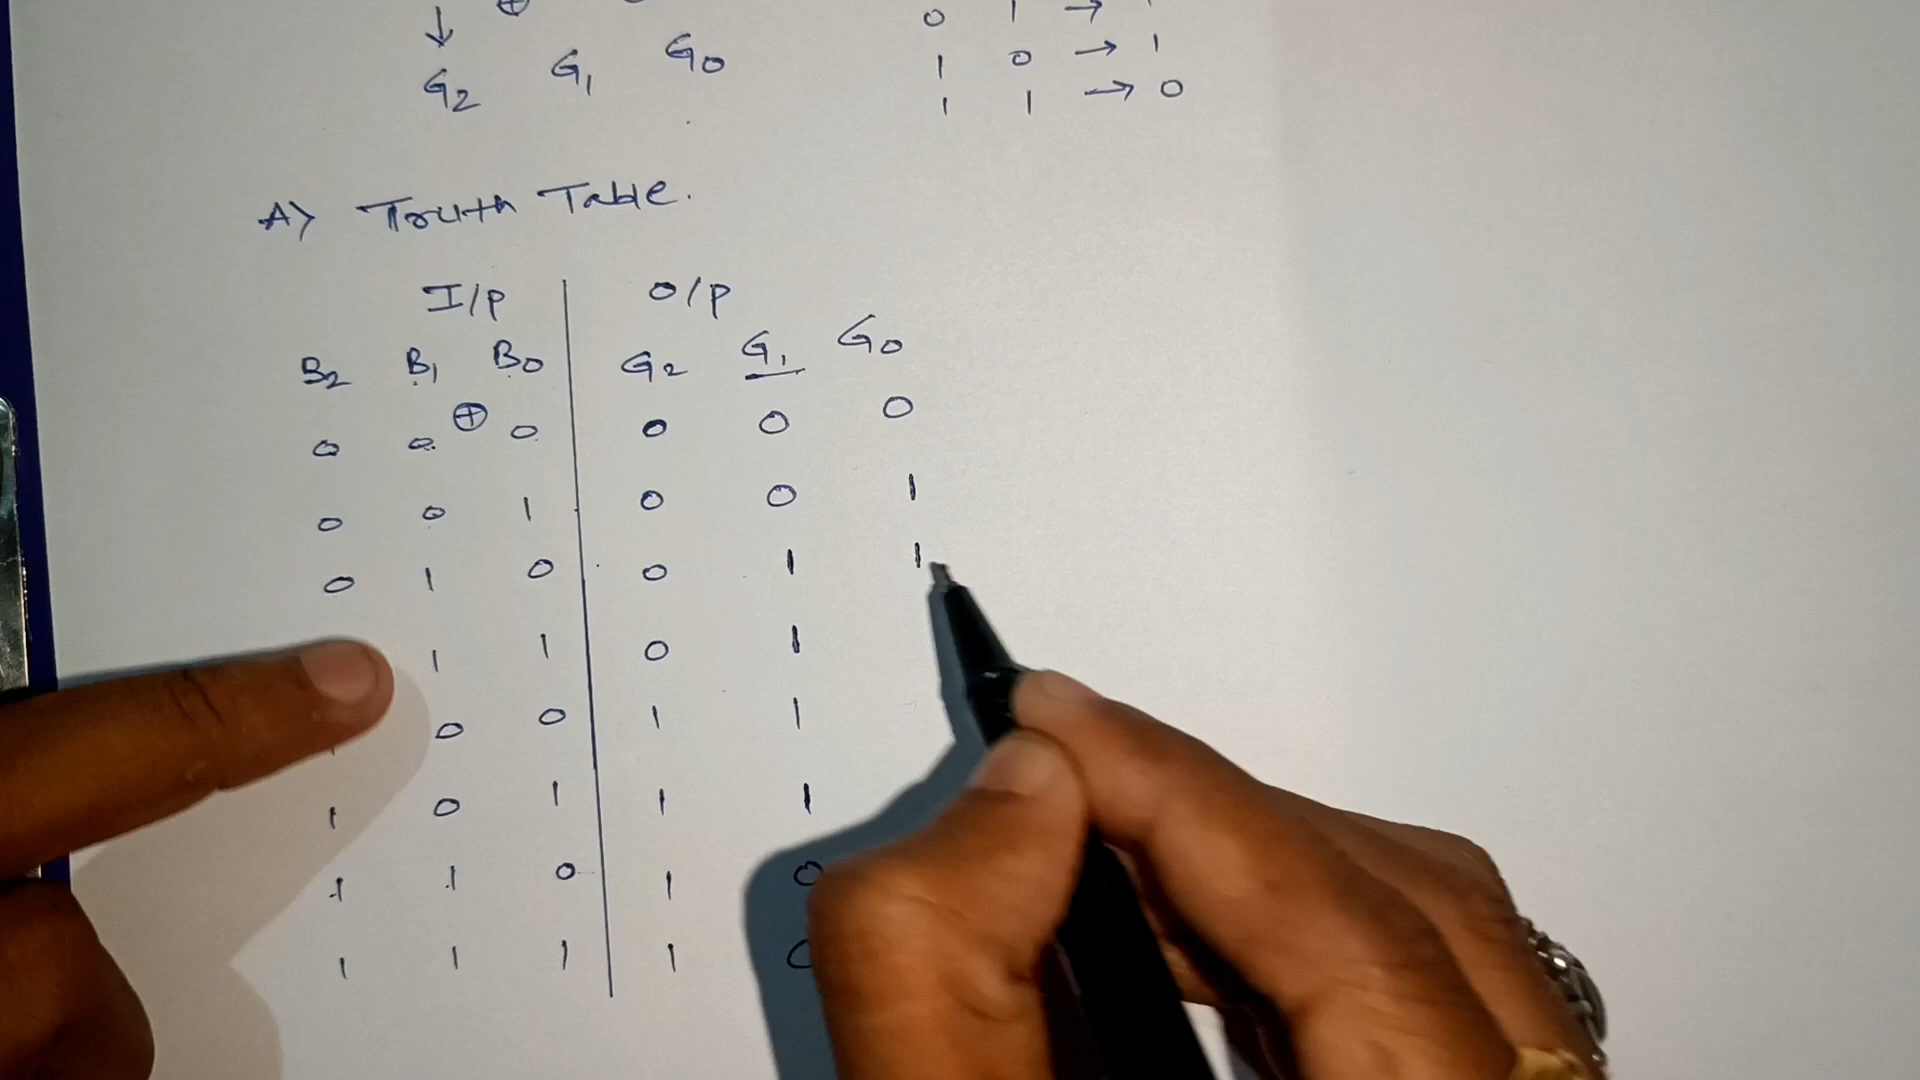 ↓ ⊕
G2 G1 G0
0 1 →
1 0 → 1
1 1 → 0
A) Truth Table.
I/P O/P
B2 B1 B0 G2 G1 G0
0 0 ⊕ 0 0 0 0
0 0 1 0 0 1
0 1 0 0 1 1
1 1 0 1
0 0 1 1
1 0 1 1 1
1 1 0 1 0
1 1 1 1 0